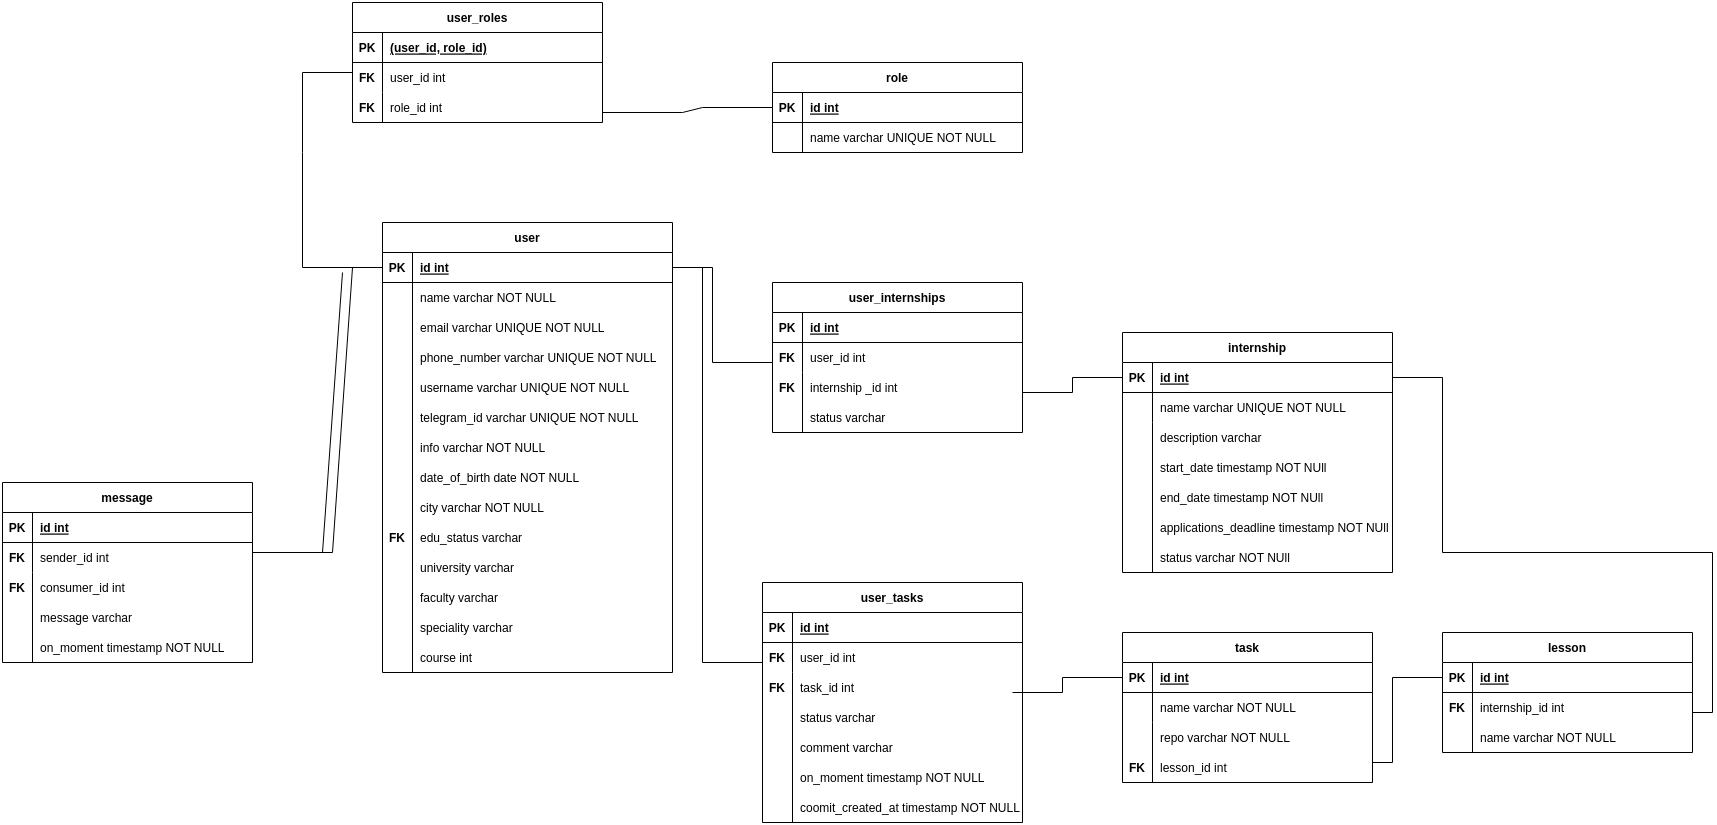 user_roles
PK (user_id, role_id)
FK user_id int
FK role_id int
role
PK id int
name varchar UNIQUE NOT NULL
user
PK id int
name varchar NOT NULL
email varchar UNIQUE NOT NULL
phone_number varchar UNIQUE NOT NULL
username varchar UNIQUE NOT NULL
telegram_id varchar UNIQUE NOT NULL
info varchar NOT NULL
date_of_birth date NOT NULL
city varchar NOT NULL
FK edu_status varchar
university varchar
faculty varchar
speciality varchar
course int
user_internships
PK id int
FK user_id int
FK internship _id int
status varchar
internship
PK id int
name varchar UNIQUE NOT NULL
description varchar
start_date timestamp NOT NUll
end_date timestamp NOT NUll
applications_deadline timestamp NOT NUll
status varchar NOT NUll
message
PK id int
FK sender_id int
FK consumer_id int
message varchar
on_moment timestamp NOT NULL
user_tasks
PK id int
FK user_id int
FK task_id int
status varchar
comment varchar
on_moment timestamp NOT NULL
coomit_created_at timestamp NOT NULL
task
PK id int
name varchar NOT NULL
repo varchar NOT NULL
FK lesson_id int
lesson
PK id int
FK internship_id int
name varchar NOT NULL